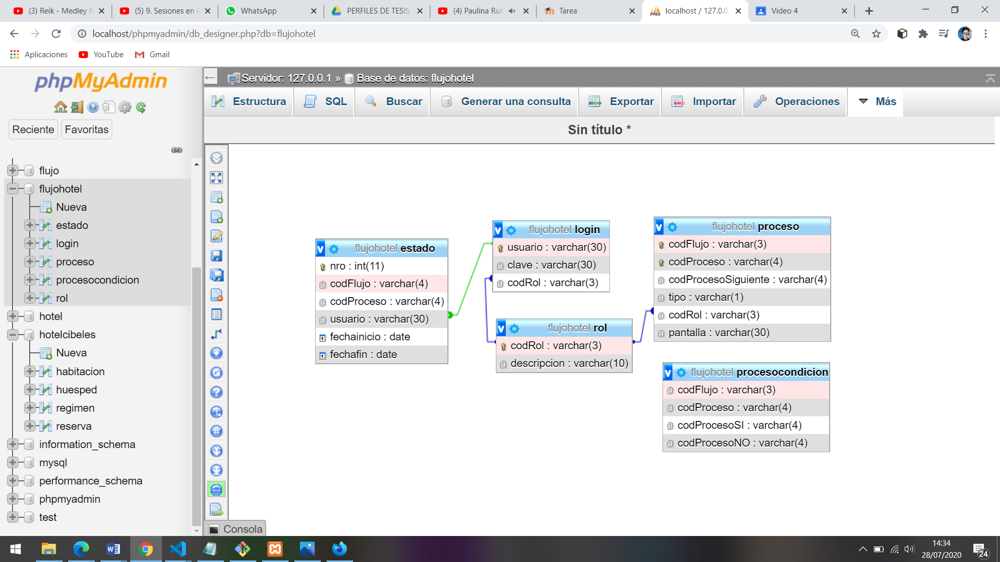 (3) Reik - Medley R
(5) 9. Sesiones en P
WhatsApp
PERFILES DE TESIS
(4) Paulina Rub
Tarea
localhost / 127.0.0.
Video 4
localhost/phpmyadmin/db_designer.php?db=flujohotel
Aplicaciones
YouTube
Gmail
phpMyAdmin
Reciente
Favoritas
flujo
flujohotel
Nueva
estado
login
proceso
procesocondicion
rol
hotel
hotelcibeles
Nueva
habitacion
huesped
regimen
reserva
information_schema
mysql
performance_schema
phpmyadmin
test
Servidor: 127.0.0.1 » Base de datos: flujohotel
Estructura
SQL
Buscar
Generar una consulta
Exportar
Importar
Operaciones
Más
Sin título *
flujohotel estado
nro : int(11)
codFlujo : varchar(4)
codProceso : varchar(4)
usuario : varchar(30)
fechainicio : date
fechafin : date
flujohotel login
usuario : varchar(30)
clave : varchar(30)
codRol : varchar(3)
flujohotel rol
codRol : varchar(3)
descripcion : varchar(10)
flujohotel proceso
codFlujo : varchar(3)
codProceso : varchar(4)
codProcesoSiguiente : varchar(4)
tipo : varchar(1)
codRol : varchar(3)
pantalla : varchar(30)
flujohotel procesocondicion
codFlujo : varchar(3)
codProceso : varchar(4)
codProcesoSI : varchar(4)
codProcesoNO : varchar(4)
Consola
14:34
28/07/2020
24